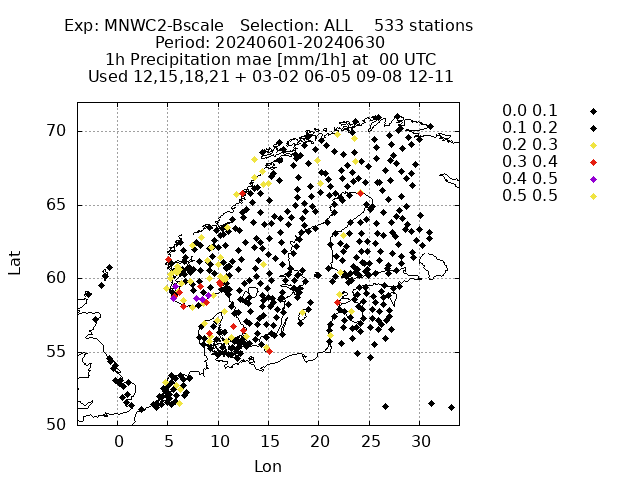 Exp: MNWC2-Bscale   Selection: ALL    533 stations
Period: 20240601-20240630
1h Precipitation mae [mm/1h] at  00 UTC
Used 12,15,18,21 + 03-02 06-05 09-08 12-11
0.0 0.1
0.1 0.2
0.2 0.3
0.3 0.4
0.4 0.5
0.5 0.5
70
65
60
55
50
Lat
0 5 10 15 20 25 30
Lon